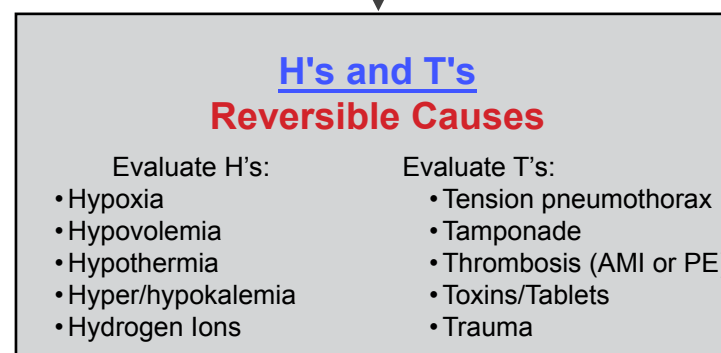 H's and T's
Reversible Causes
Evaluate H’s:
• Hypoxia
• Hypovolemia
• Hypothermia
• Hyper/hypokalemia
• Hydrogen Ions
Evaluate T’s:
• Tension pneumothorax
• Tamponade
• Thrombosis (AMI or PE
• Toxins/Tablets
• Trauma